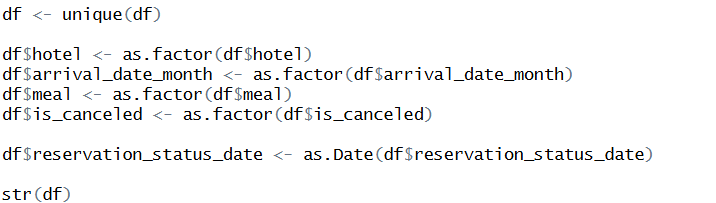 df <- unique(df)
df$hotel <- as.factor(df$hotel)
df$arrival_date_month <- as.factor(df$arrival_date_month)
df$meal <- as.factor(df$meal)
df$is_canceled <- as.factor(df$is_canceled)
df$reservation_status_date <- as.Date(df$reservation_status_date)
str(df)